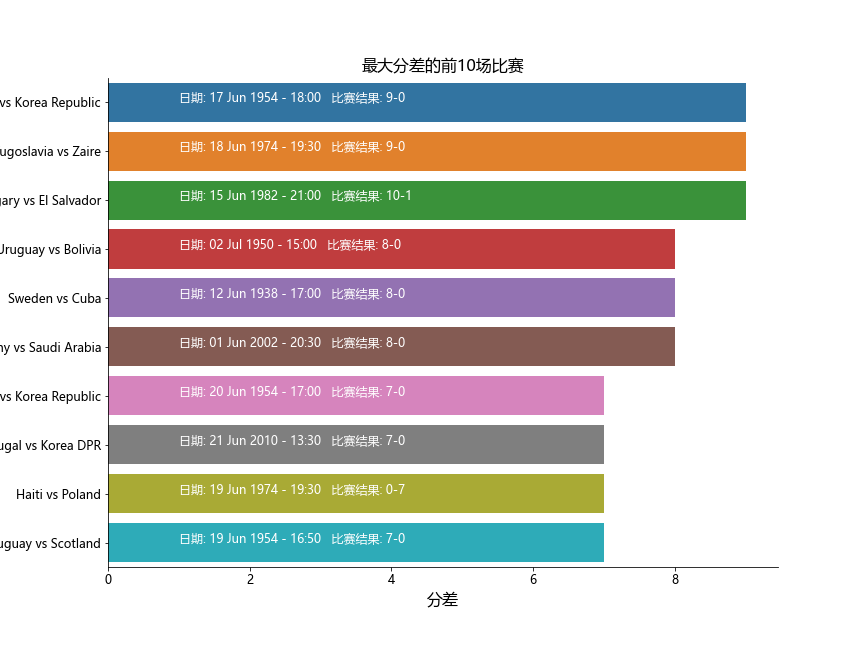 最大分差的前10场比赛
vs Korea Republic 日期: 17 Jun 1954 - 18:00 比赛结果: 9-0
ugoslavia vs Zaire 日期: 18 Jun 1974 - 19:30 比赛结果: 9-0
gary vs El Salvador 日期: 15 Jun 1982 - 21:00 比赛结果: 10-1
Uruguay vs Bolivia 日期: 02 Jul 1950 - 15:00 比赛结果: 8-0
Sweden vs Cuba 日期: 12 Jun 1938 - 17:00 比赛结果: 8-0
ny vs Saudi Arabia 日期: 01 Jun 2002 - 20:30 比赛结果: 8-0
vs Korea Republic 日期: 20 Jun 1954 - 17:00 比赛结果: 7-0
ugal vs Korea DPR 日期: 21 Jun 2010 - 13:30 比赛结果: 7-0
Haiti vs Poland 日期: 19 Jun 1974 - 19:30 比赛结果: 0-7
uguay vs Scotland 日期: 19 Jun 1954 - 16:50 比赛结果: 7-0
0 2 4 6 8
分差